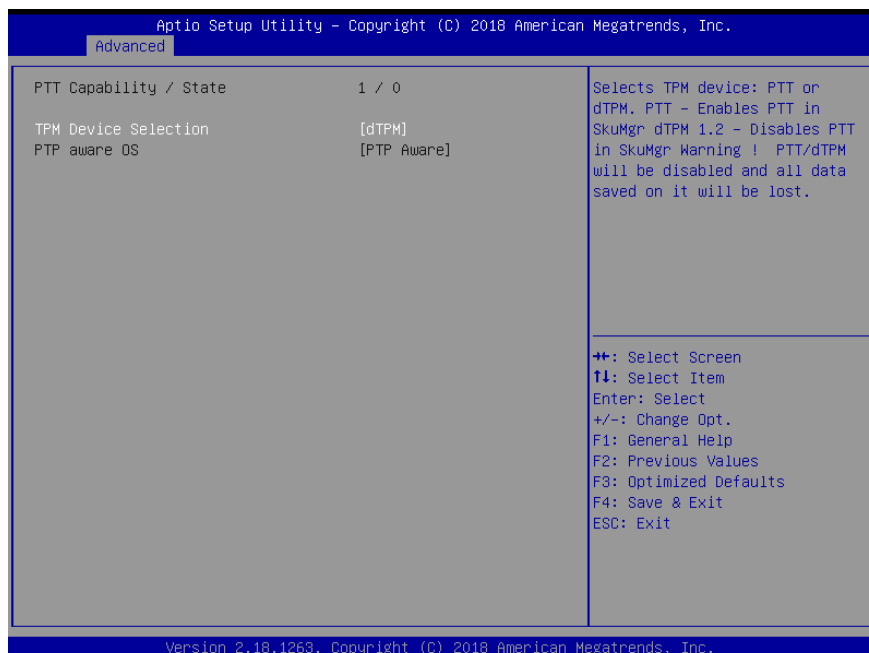 Aptio Setup Utility – Copyright (C) 2018 American Megatrends, Inc.
Advanced
PTT Capability / State 1 / 0
TPM Device Selection [dTPM]
PTP aware OS [PTP Aware]
Selects TPM device: PTT or
dTPM. PTT – Enables PTT in
SkuMgr dTPM 1.2 – Disables PTT
in SkuMgr Warning ! PTT/dTPM
will be disabled and all data
saved on it will be lost.
→←: Select Screen
↑↓: Select Item
Enter: Select
+/–: Change Opt.
F1: General Help
F2: Previous Values
F3: Optimized Defaults
F4: Save & Exit
ESC: Exit
Version 2.18.1263. Copyright (C) 2018 American Megatrends, Inc.